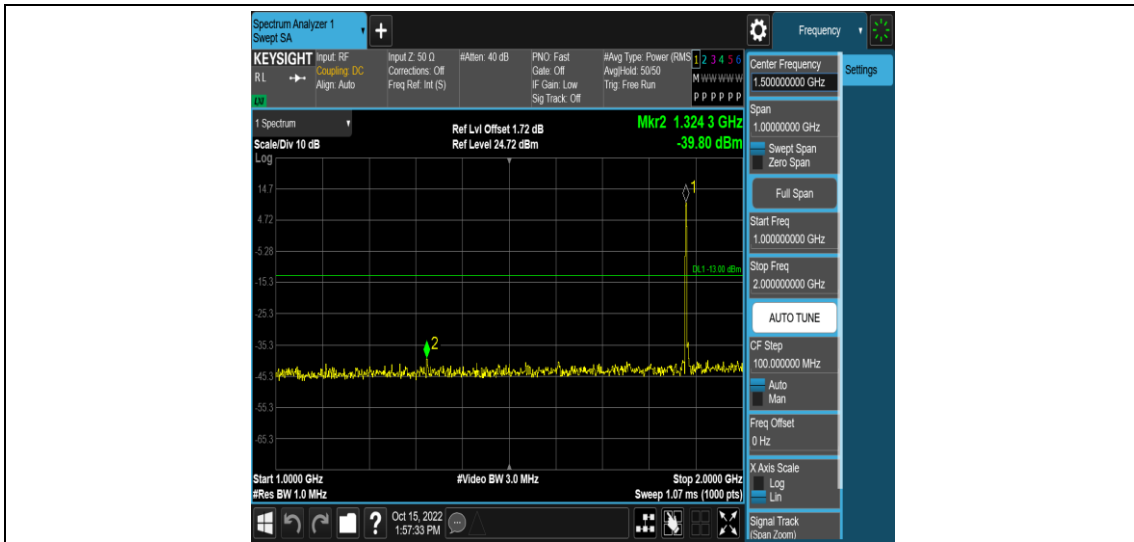 Spectrum Analyzer 1
Swept SA
+
Frequency
KEYSIGHT
RL
LXI
Input: RF
Coupling: DC
Align: Auto
Input Z: 50 Ω
Corrections: Off
Freq Ref: Int (S)
#Atten: 40 dB
PNO: Fast
Gate: Off
IF Gain: Low
Sig Track: Off
#Avg Type: Power (RMS
Avg|Hold: 50/50
Trig: Free Run
1 2 3 4 5 6
M W W W W W
P P P P P P
Center Frequency
1.500000000 GHz
Settings
Span
1.00000000 GHz
Swept Span
Zero Span
Full Span
Start Freq
1.000000000 GHz
Stop Freq
2.000000000 GHz
AUTO TUNE
CF Step
100.000000 MHz
Auto
Man
Freq Offset
0 Hz
X Axis Scale
Log
Lin
Signal Track
(Span Zoom)
1 Spectrum
Scale/Div 10 dB
Log
Ref Lvl Offset 1.72 dB
Ref Level 24.72 dBm
Mkr2 1.324 3 GHz
-39.80 dBm
14.7
4.72
-5.28
-15.3
-25.3
-35.3
-45.3
-55.3
-65.3
1
DL1 -13.00 dBm
2
Start 1.0000 GHz
#Res BW 1.0 MHz
#Video BW 3.0 MHz
Stop 2.0000 GHz
Sweep 1.07 ms (1000 pts)
?
Oct 15, 2022
1:57:33 PM